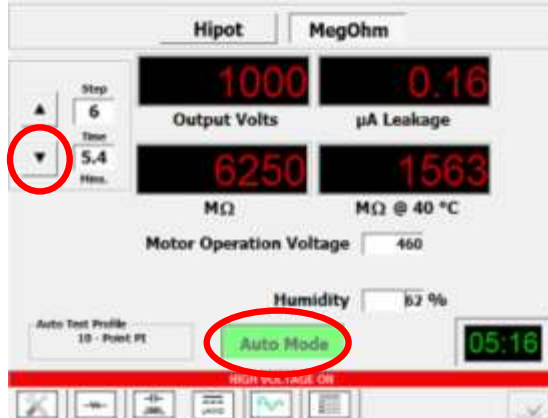 Hipot MegOhm
Step
6
Time
5.4
Mins.
1000 0.16
Output Volts µA Leakage
6250 1563
MΩ MΩ @ 40 °C
Motor Operation Voltage 460
Humidity 62 %
Auto Test Profile
10 - Point PI
Auto Mode
05:16
HIGH VOLTAGE ON